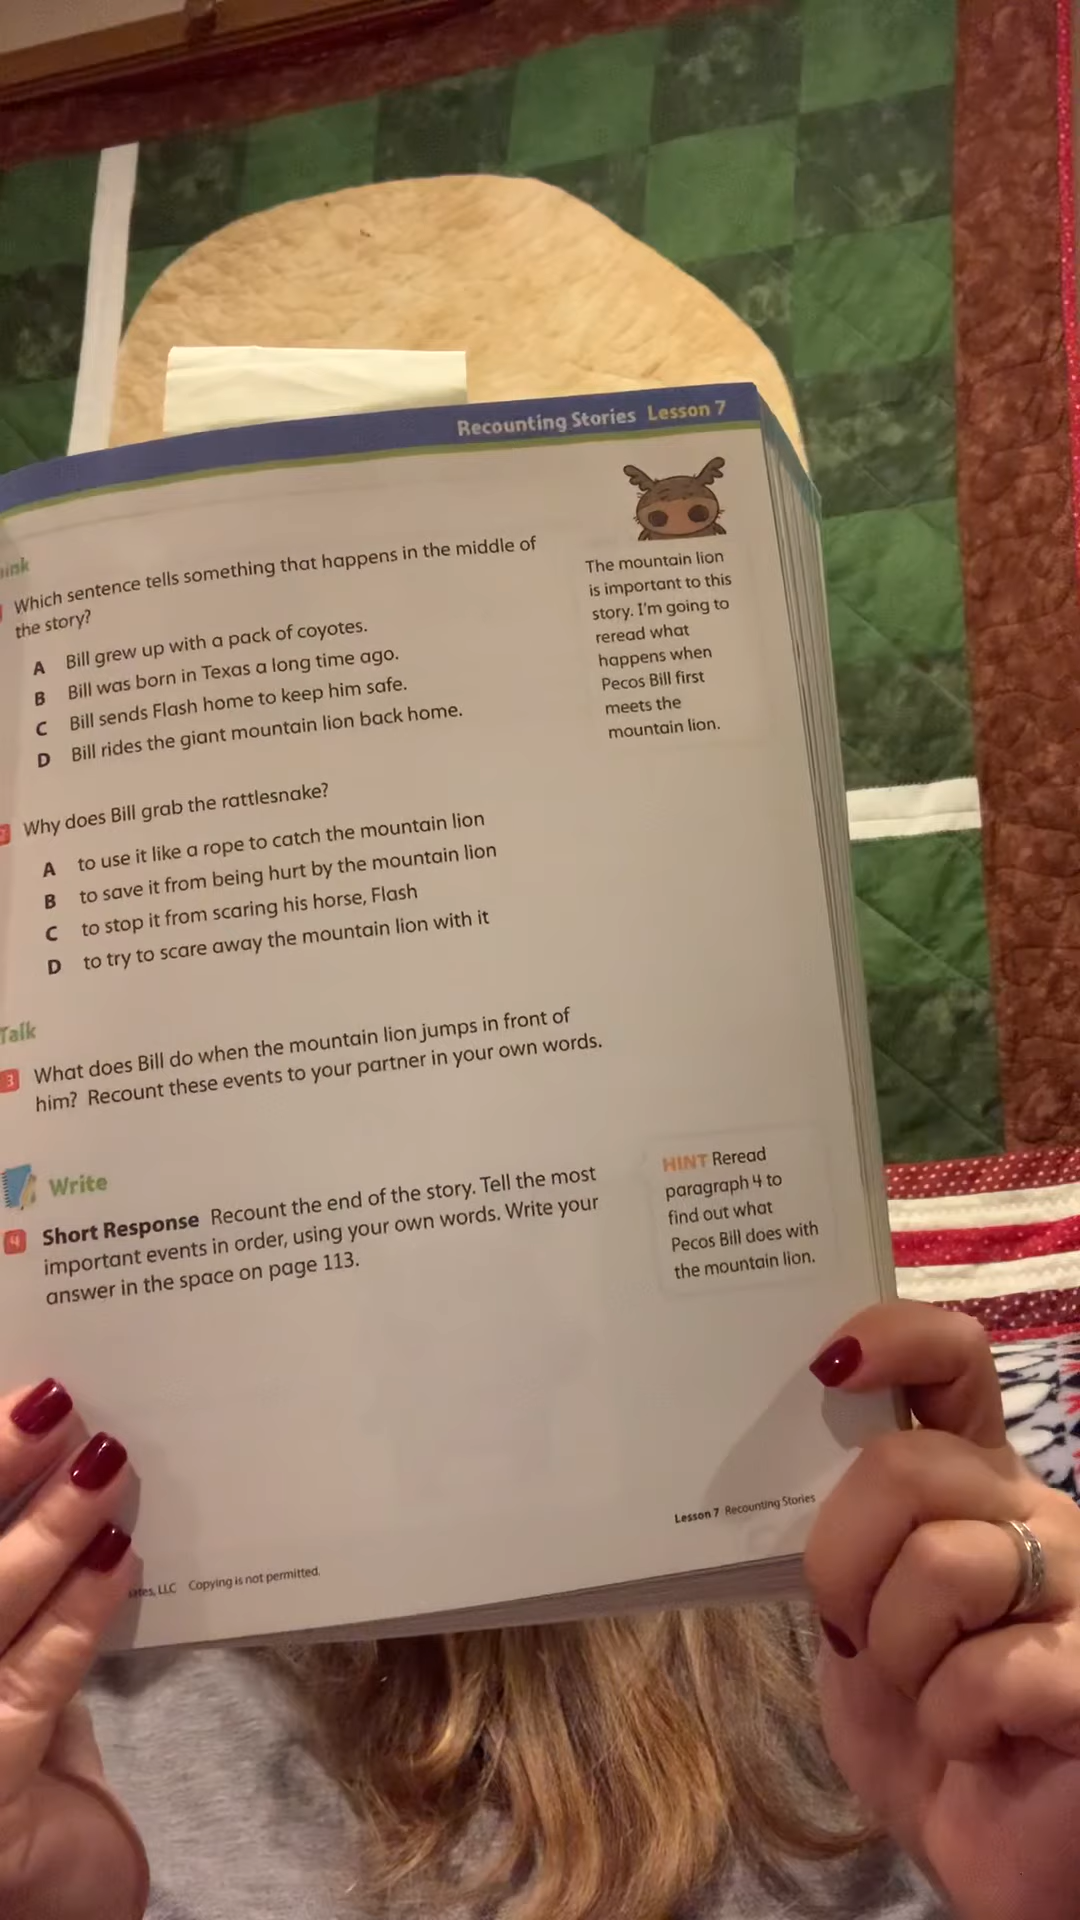 Recounting Stories Lesson 7
Which sentence tells something that happens in the middle of
the story?
A Bill grew up with a pack of coyotes.
B Bill was born in Texas a long time ago.
C Bill sends Flash home to keep him safe.
D Bill rides the giant mountain lion back home.
The mountain lion
is important to this
story. I'm going to
reread what
happens when
Pecos Bill first
meets the
mountain lion.
Why does Bill grab the rattlesnake?
A to use it like a rope to catch the mountain lion
B to save it from being hurt by the mountain lion
C to stop it from scaring his horse, Flash
D to try to scare away the mountain lion with it
Talk
3 What does Bill do when the mountain lion jumps in front of
him? Recount these events to your partner in your own words.
Write
4 Short Response Recount the end of the story. Tell the most
important events in order, using your own words. Write your
answer in the space on page 113.
HINT Reread
paragraph 4 to
find out what
Pecos Bill does with
the mountain lion.
Lesson 7 Recounting Stories
LLC Copying is not permitted.